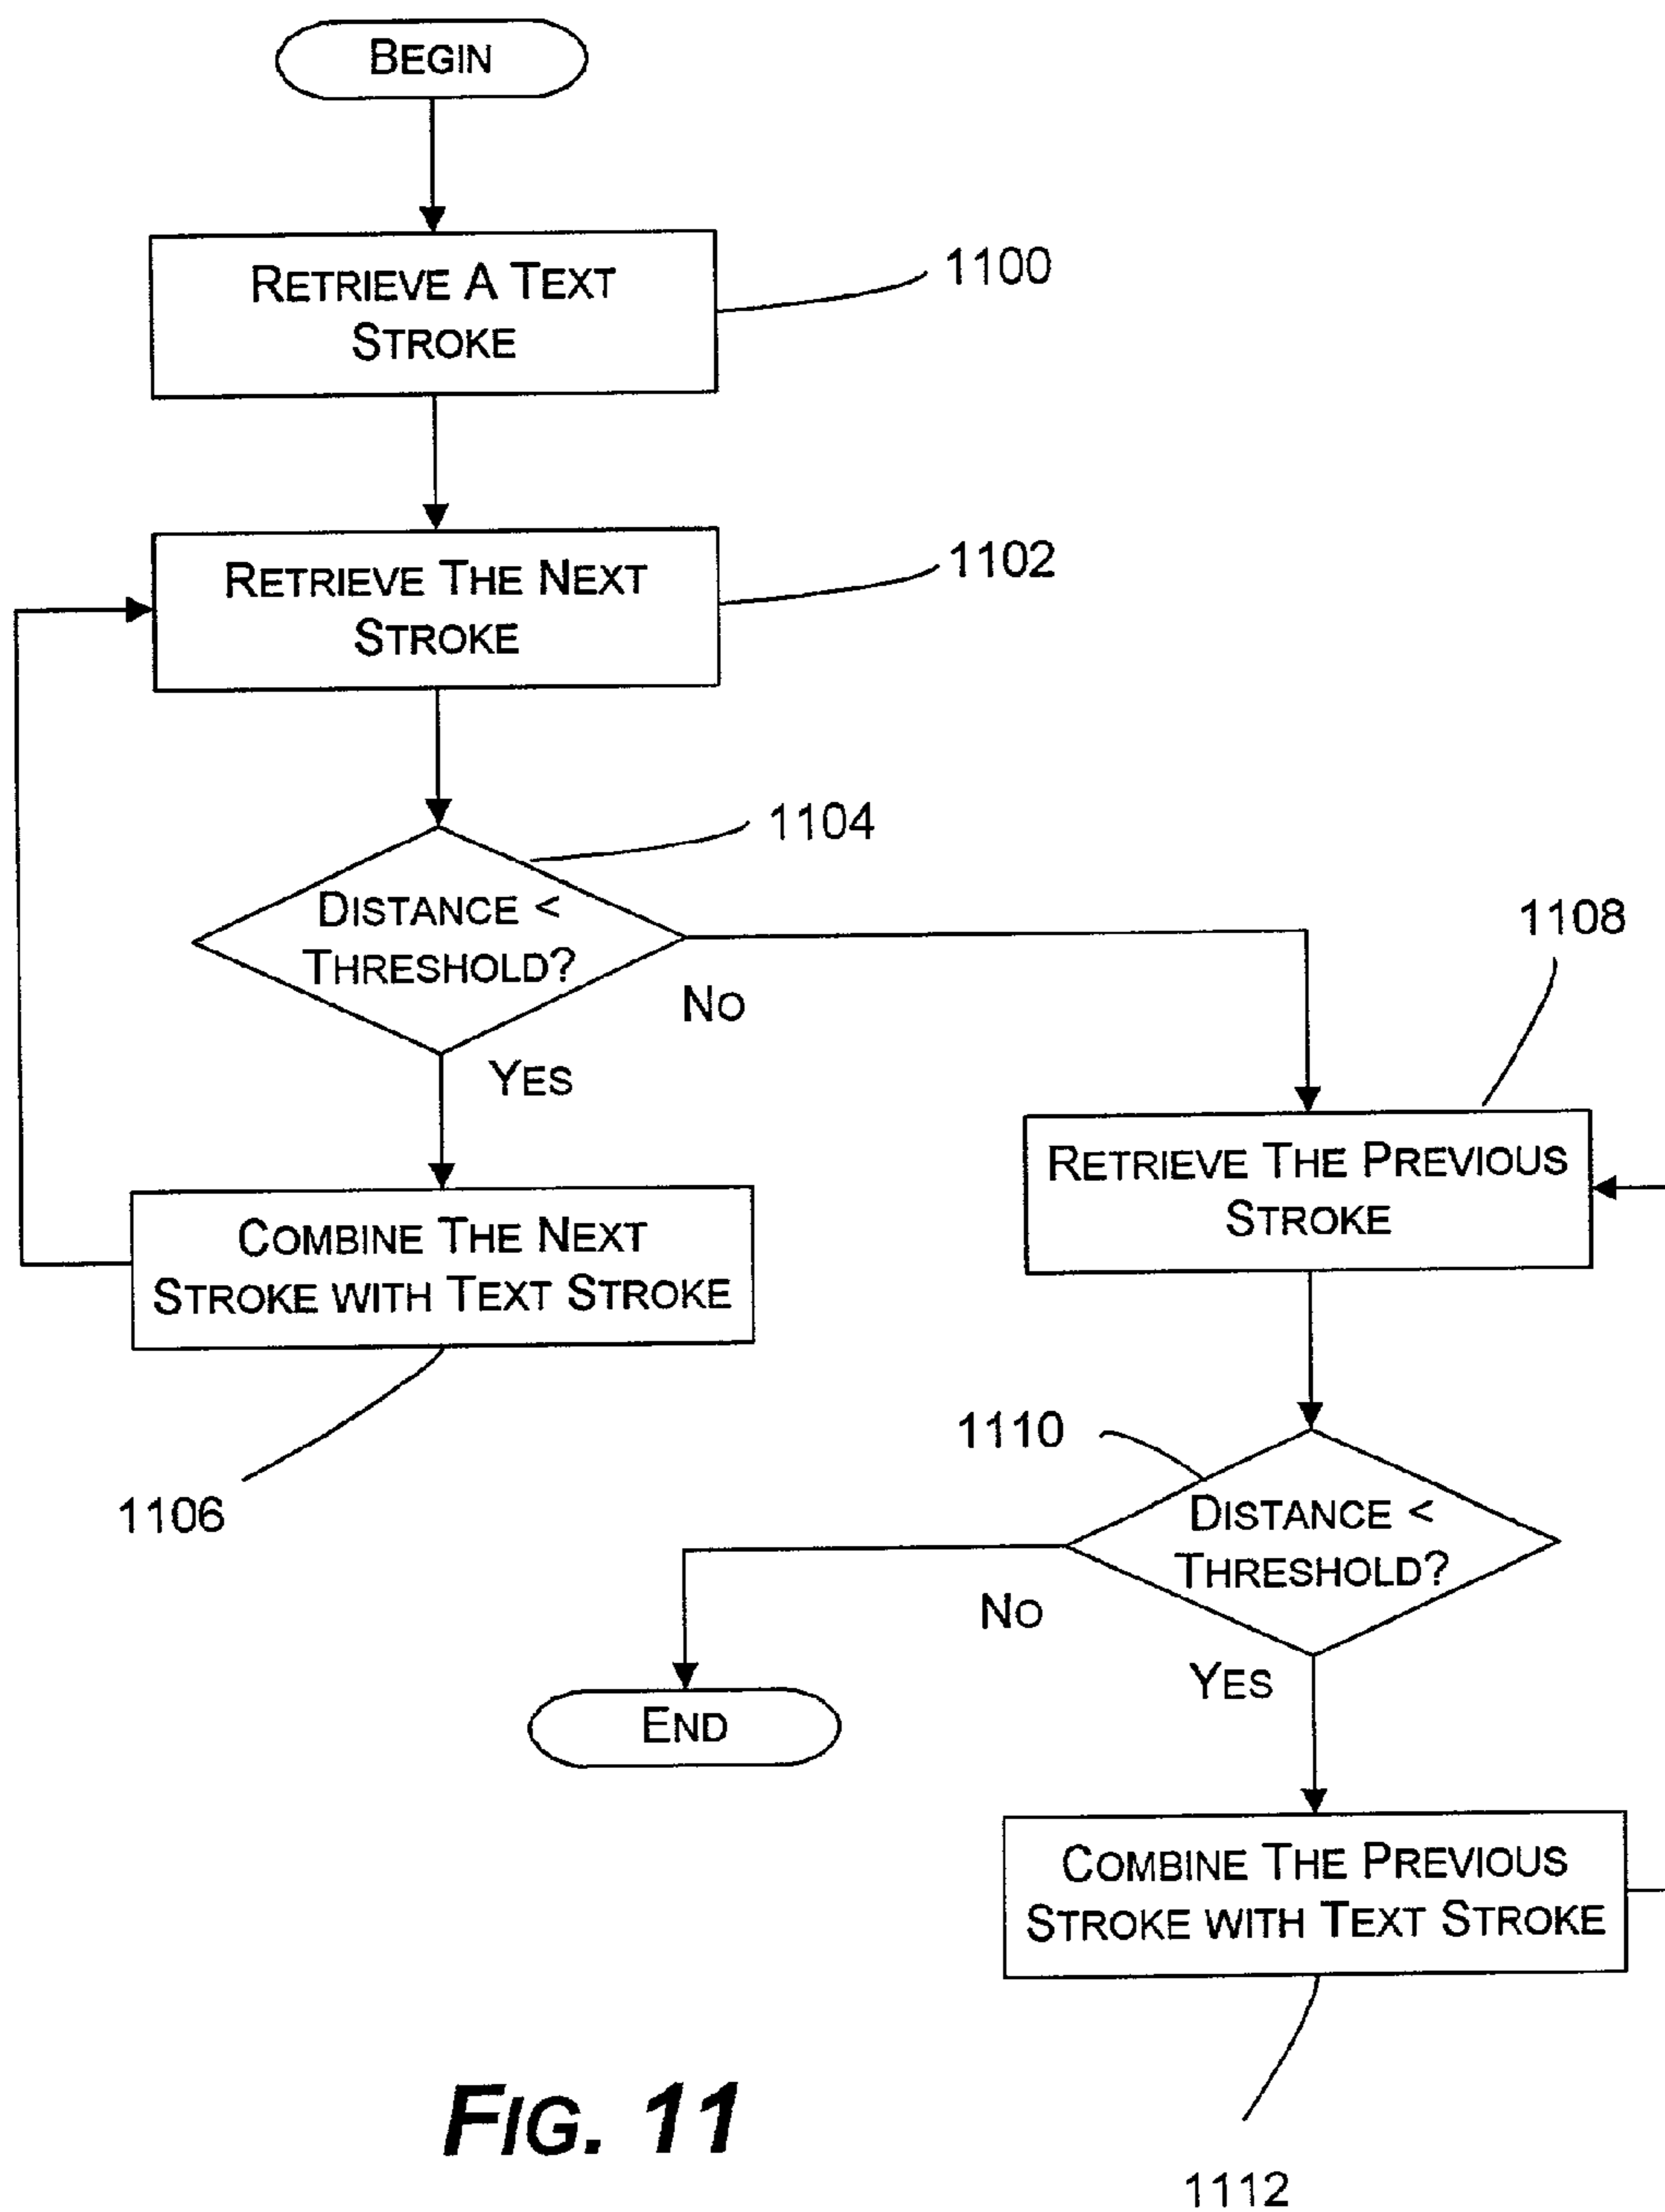 BEGIN
RETRIEVE A TEXT
STROKE
1100
RETRIEVE THE NEXT
STROKE
1102
DISTANCE <
THRESHOLD?
1104
NO
YES
COMBINE THE NEXT
STROKE WITH TEXT STROKE
1106
1108
RETRIEVE THE PREVIOUS
STROKE
1110
DISTANCE <
THRESHOLD?
NO
YES
END
COMBINE THE PREVIOUS
STROKE WITH TEXT STROKE
1112
FIG. 11